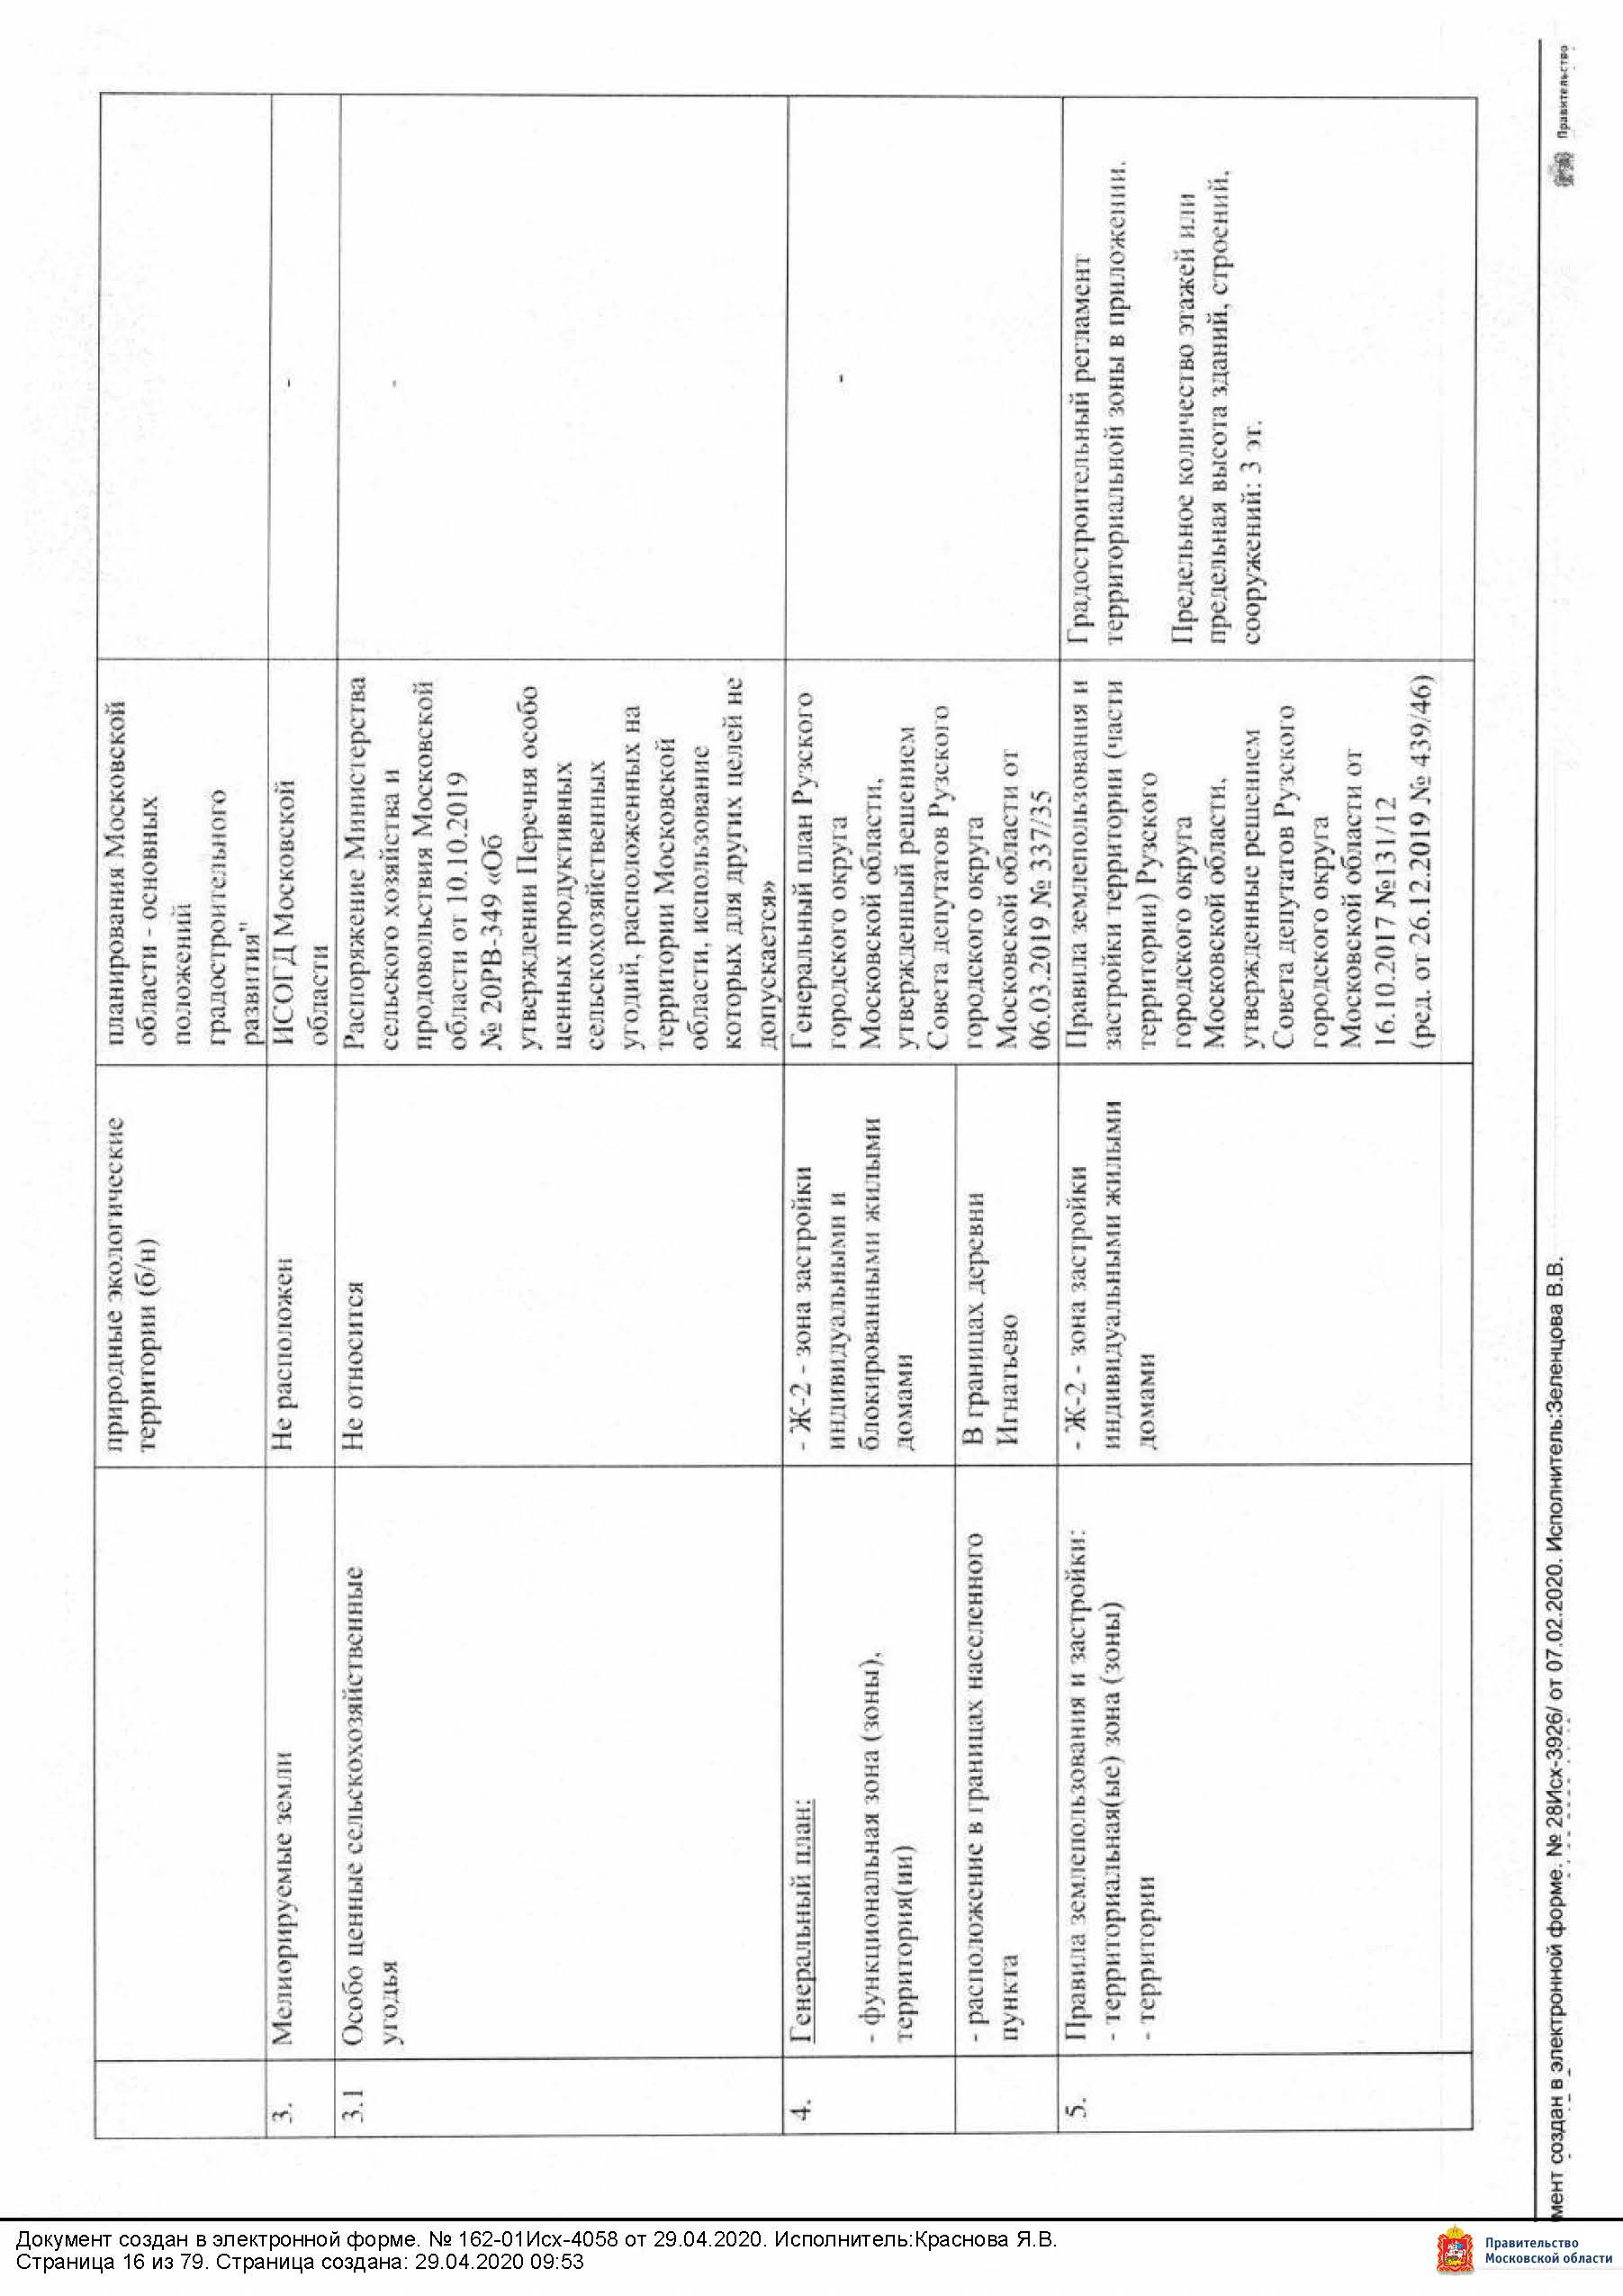 природные экологические
территории (б/н)
планирования Московской
области - основных
положений
градостроительного
развития"
3.
Мелиорируемые земли
Не расположен
ИСОГД Московской
области
-
3.1
Особо ценные сельскохозяйственные
угодья
Не относится
Распоряжение Министерства
сельского хозяйства и
продовольствия Московской
области от 10.10.2019
№ 20РВ-349 «Об
утверждении Перечня особо
ценных продуктивных
сельскохозяйственных
угодий, расположенных на
территории Московской
области, использование
которых для других целей не
допускается»
-
4.
Генеральный план:
- функциональная зона (зоны),
территория(ии)
- Ж-2 - зона застройки
индивидуальными и
блокированными жилыми
домами
Генеральный план Рузского
городского округа
Московской области,
утвержденный решением
Совета депутатов Рузского
городского округа
Московской области от
06.03.2019 № 337/35
-
- расположение в границах населенного
пункта
В границах деревни
Игнатьево
5.
Правила землепользования и застройки:
- территориальная(ые) зона (зоны)
- территории
- Ж-2 - зона застройки
индивидуальными жилыми
домами
Правила землепользования и
застройки территории (части
территории) Рузского
городского округа
Московской области,
утвержденные решением
Совета депутатов Рузского
городского округа
Московской области от
16.10.2017 №131/12
(ред. от 26.12.2019 № 439/46)
Градостроительный регламент
территориальной зоны в приложении.
Предельное количество этажей или
предельная высота зданий, строений,
сооружений: 3 эт.
мент создан в электронной форме. № 28Исх-3926/ от 07.02.2020. Исполнитель:Зеленцова В.В.
Правительство
Документ создан в электронной форме. № 162-01Исх-4058 от 29.04.2020. Исполнитель:Краснова Я.В.
Страница 16 из 79. Страница создана: 29.04.2020 09:53
Правительство
Московской области